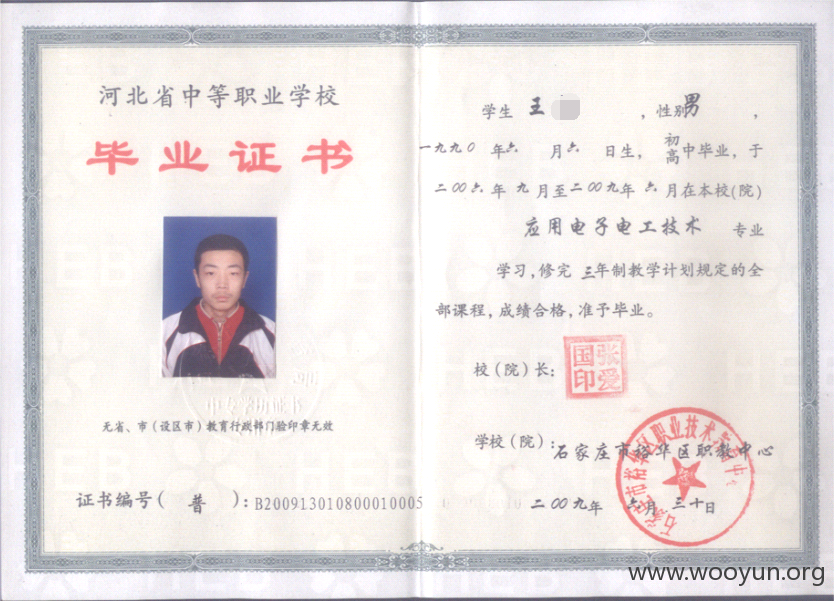 河北省中等职业学校
毕业证书
中专学历证书
无省、市（设区市）教育行政部门验印章无效
证书编号（ 普 ）：B200913010800010005
学生 王 ，性别男 ，
一九九〇 年六 月六 日生，初高中毕业，于
二〇〇六年 九 月至二〇〇九年 六 月在本校（院）
应用电子电工技术 专业
学习，修完 三年制教学计划规定的全
部课程，成绩合格，准予毕业。
校（院）长：
张爱国印
学校（院）：石家庄市裕华区职教中心
二〇〇九年 六月 三十日
www.wooyun.org